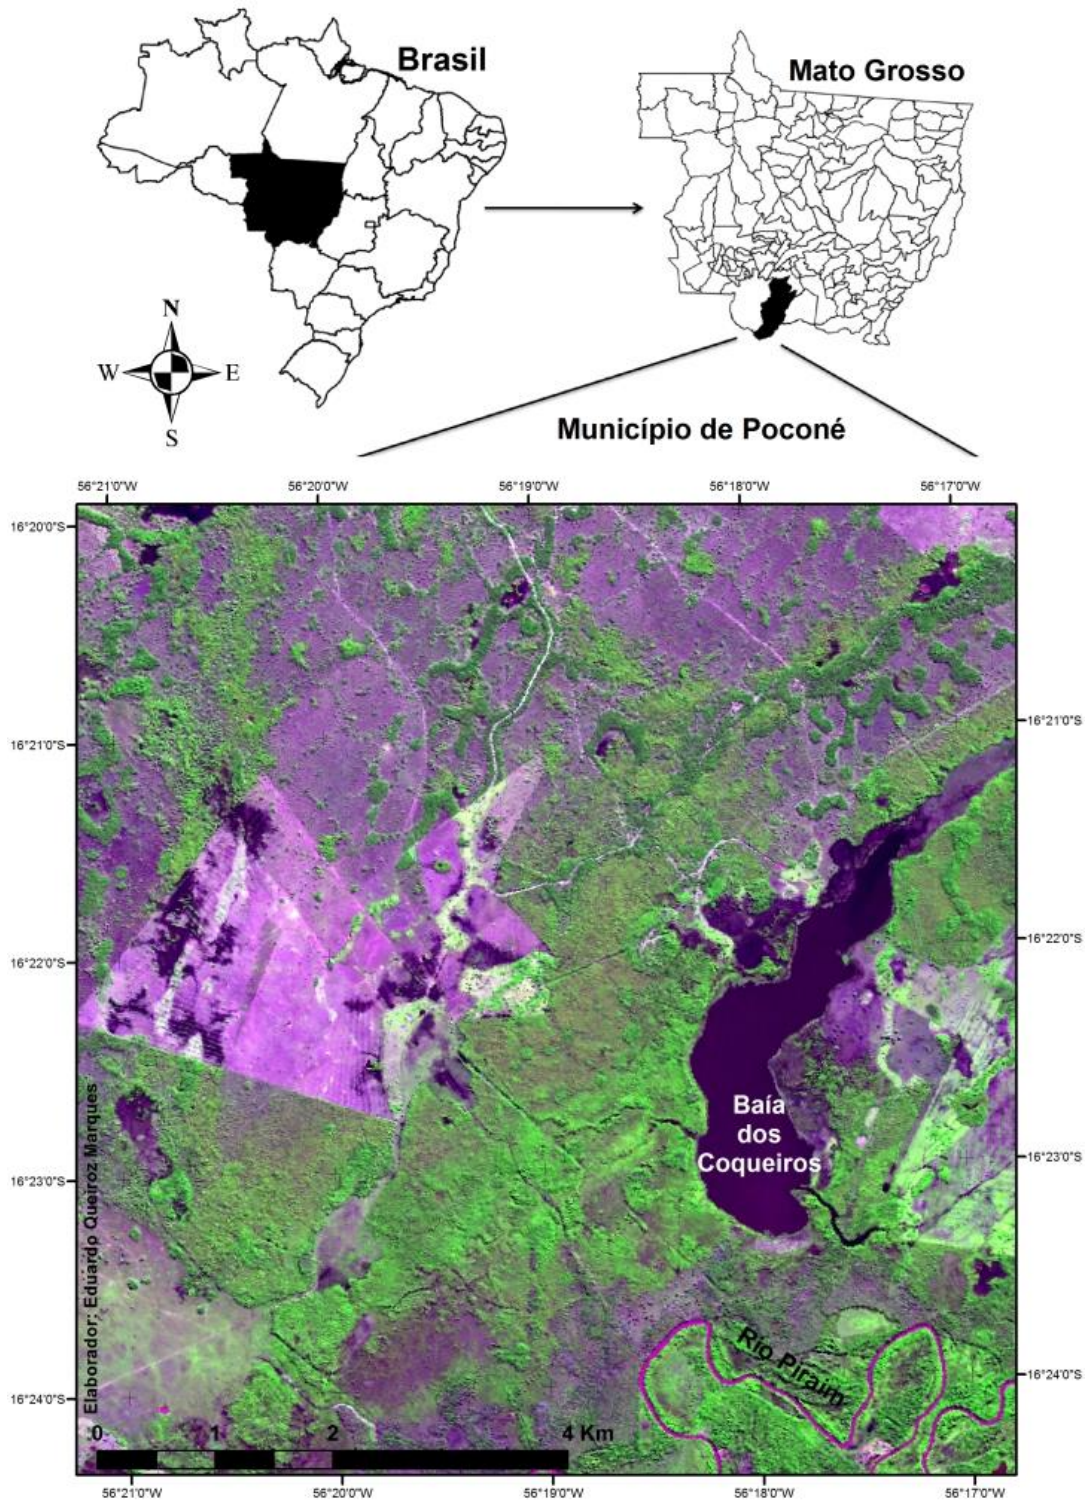 Brasil
Mato Grosso
N
W E
S
Município de Poconé
56°21'0"W 56°20'0"W 56°19'0"W 56°18'0"W 56°17'0"W
16°20'0"S
16°21'0"S
16°21'0"S
16°22'0"S
16°22'0"S
Baía
dos
Coqueiros
16°23'0"S
16°23'0"S
Elaborador: Eduardo Queiroz Marques
Rio Piraim
16°24'0"S
16°24'0"S
0 1 2 4 Km
56°21'0"W 56°20'0"W 56°19'0"W 56°18'0"W 56°17'0"W